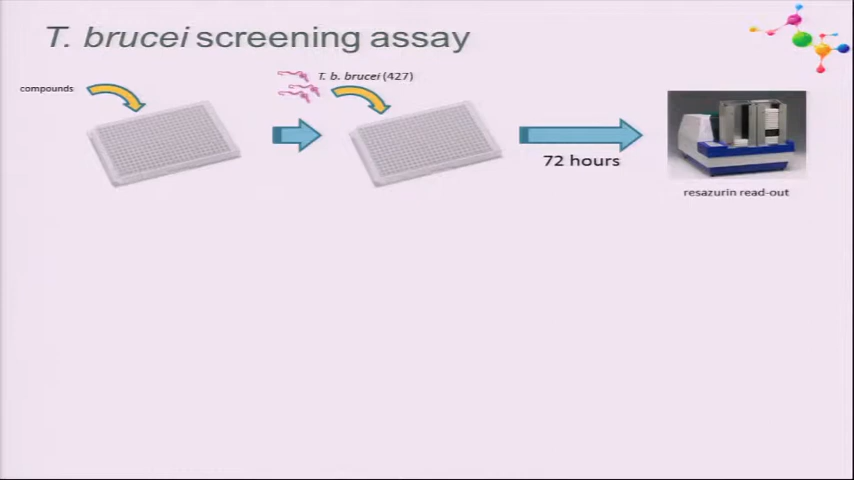 T. brucei screening assay
compounds
T. b. brucei (427)
72 hours
resazurin read-out